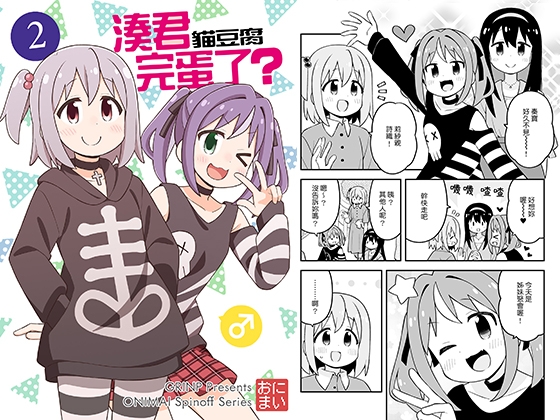 2
湊君
貓豆腐
完蛋了?
♂
GRINP Presents
ONIMAI Spinoff Series
おに
まい
秦寶
好久不見~~!
莉紗親
詩織!
好想妳
喔~~♥
嘰嘰喳喳
幹快走吧
咦?
其他人呢?
嗯~?
沒告訴妳嗎?
今天是
姊妹聚會喔!
……啊?